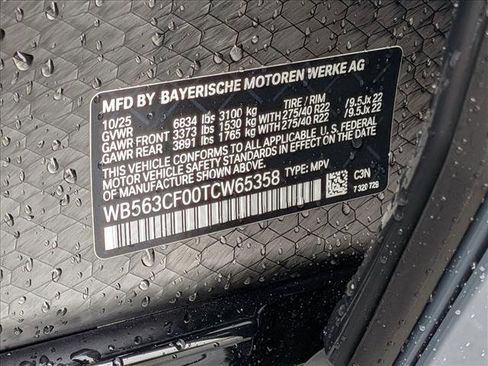 MFD BY BAYERISCHE MOTOREN WERKE AG
10/25 TIRE / RIM
GVWR 6834 lbs 3100 kg
GAWR FRONT 3373 lbs 1530 kg WITH 275/40 R22 / 9.5Jx 22
GAWR REAR 3891 lbs 1765 kg WITH 275/40 R22 / 9.5Jx 22
THIS VEHICLE CONFORMS TO ALL APPLICABLE U.S. FEDERAL
MOTOR VEHICLE SAFETY STANDARDS IN EFFECT ON THE DATE
OF MANUFACTURE SHOWN ABOVE.
WB563CF00TCW65358 TYPE: MPV
C3N
7 320 725